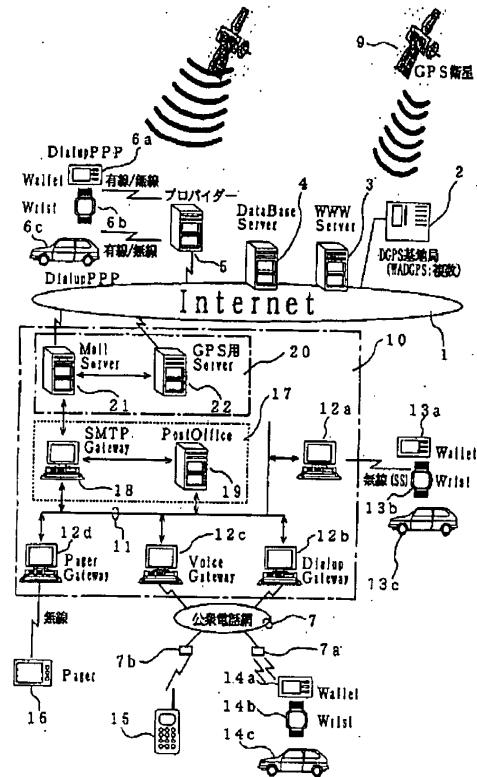 9
GPS衛星
DialupPPP
6a
Wallet
有線/無線
Wrist
6b
6c
有線/無線
DialupPPP
プロバイダー
5
DataBase
Server
4
WWW
Server
3
2
DGPS基地局
(WADGPS:複数)
Internet
1
10
Mail
Server
21
GPS用
Server
22
20
17
SMTP
Gateway
18
PostOffice
19
12a
13a
Wallet
無線(SS)
Wrist
13b
13c
11
12d
Pager
Gateway
12c
Voice
Gateway
12b
Dialup
Gateway
無線
公衆電話網
7
7b
7a
16
Pager
15
14a
Wallet
14b
Wrist
14c